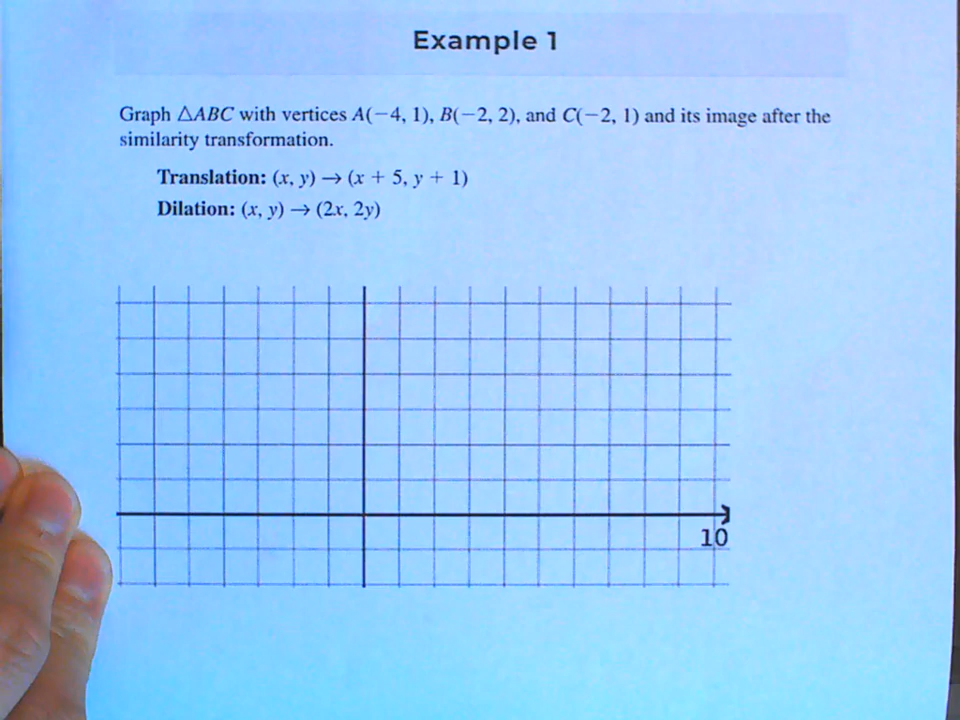 Example 1
Graph △ABC with vertices A(−4, 1), B(−2, 2), and C(−2, 1) and its image after the
similarity transformation.
Translation: (x, y) → (x + 5, y + 1)
Dilation: (x, y) → (2x, 2y)
10